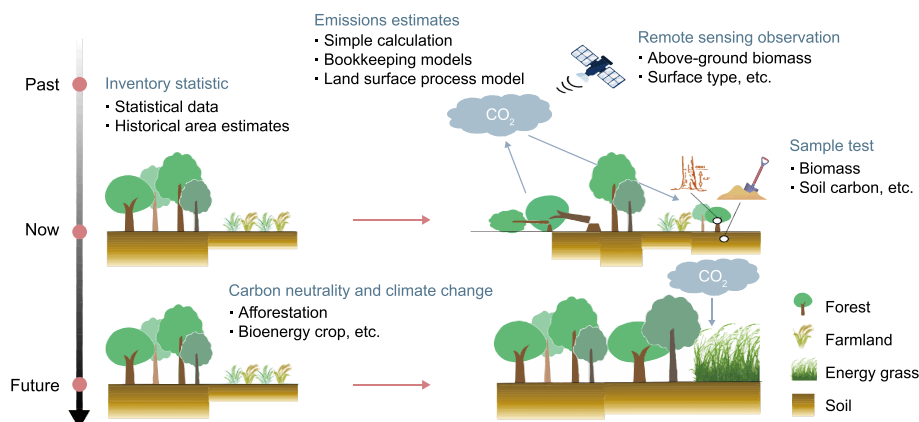 Past
Now
Future
Inventory statistic
▪ Statistical data
▪ Historical area estimates
Emissions estimates
▪ Simple calculation
▪ Bookkeeping models
▪ Land surface process model
CO2
Remote sensing observation
▪ Above-ground biomass
▪ Surface type, etc.
Sample test
▪ Biomass
▪ Soil carbon, etc.
Carbon neutrality and climate change
▪ Afforestation
▪ Bioenergy crop, etc.
CO2
Forest
Farmland
Energy grass
Soil